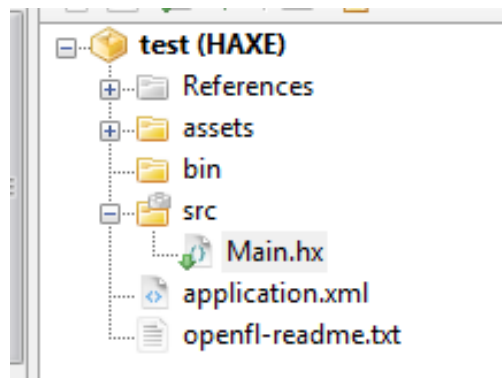 test (HAXE)
References
assets
bin
src
Main.hx
application.xml
openfl-readme.txt